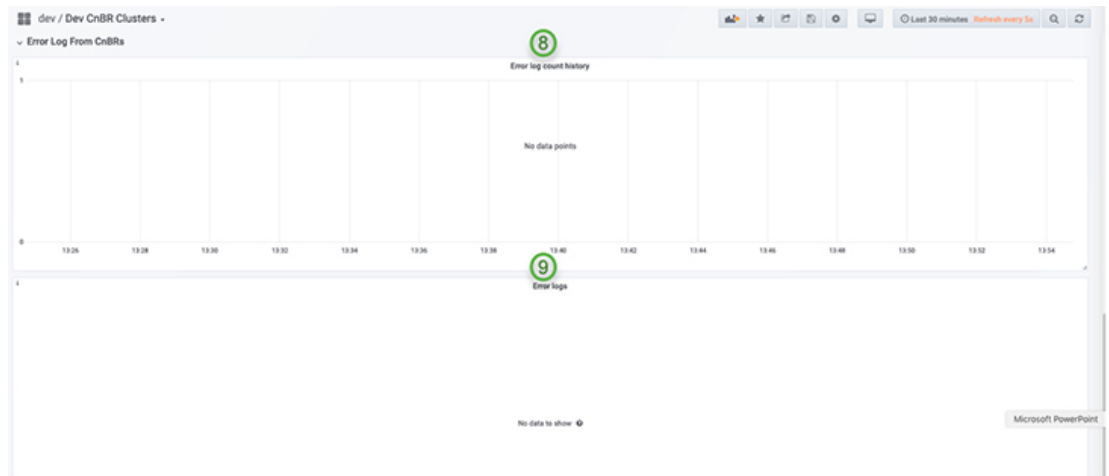 dev / Dev CnBR Clusters
Last 30 minutes Refresh every 5s
Error Log From CnBRs
8
Error log count history
1
No data points
0
13:26 13:28 13:30 13:32 13:34 13:36 13:38 13:40 13:42 13:44 13:46 13:48 13:50 13:52 13:54
9
Error logs
No data to show
Microsoft PowerPoint